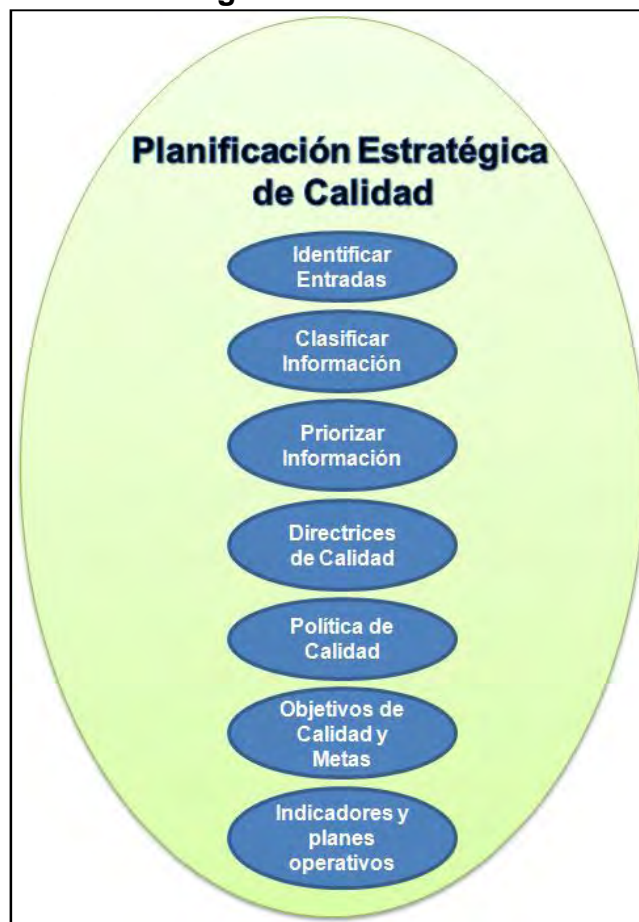 Planificación Estratégica
de Calidad
Identificar
Entradas
Clasificar
Información
Priorizar
Información
Directrices
de Calidad
Política de
Calidad
Objetivos de
Calidad y
Metas
Indicadores y
planes
operativos